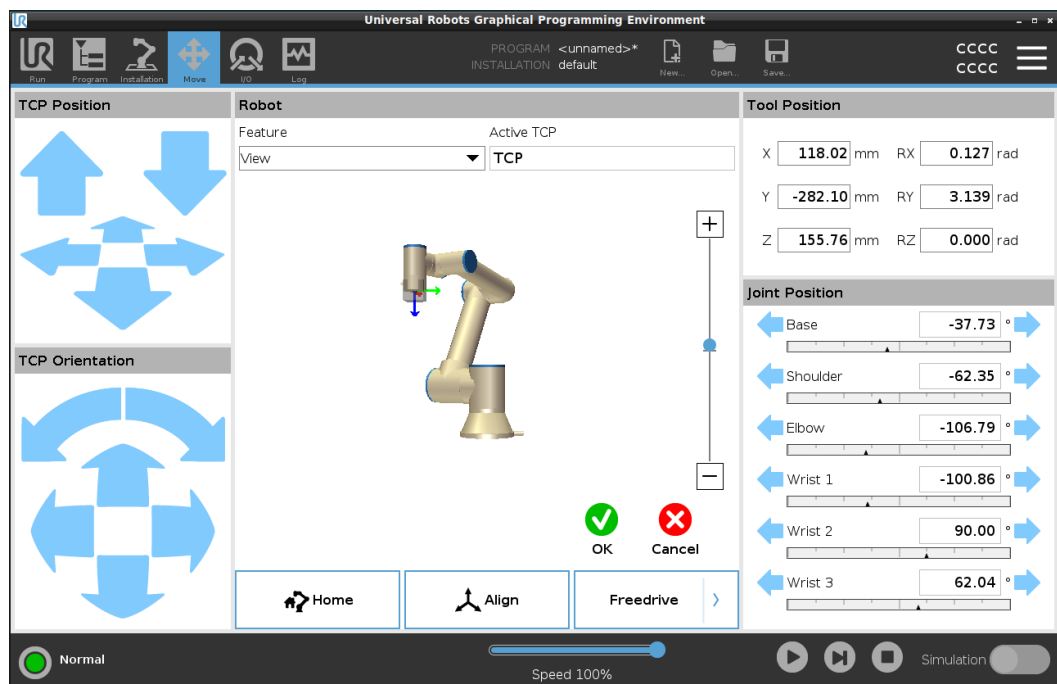 Universal Robots Graphical Programming Environment
UR
Run
Program
Installation
Move
I/O
Log
PROGRAM <unnamed>*
INSTALLATION default
New...
Open...
Save...
CCCC
CCCC
TCP Position
Robot
Feature
Active TCP
View
TCP
OK
Cancel
Home
Align
Freedrive
TCP Orientation
Tool Position
X 118.02 mm RX 0.127 rad
Y -282.10 mm RY 3.139 rad
Z 155.76 mm RZ 0.000 rad
Joint Position
Base -37.73 °
Shoulder -62.35 °
Elbow -106.79 °
Wrist 1 -100.86 °
Wrist 2 90.00 °
Wrist 3 62.04 °
Normal
Speed 100%
Simulation